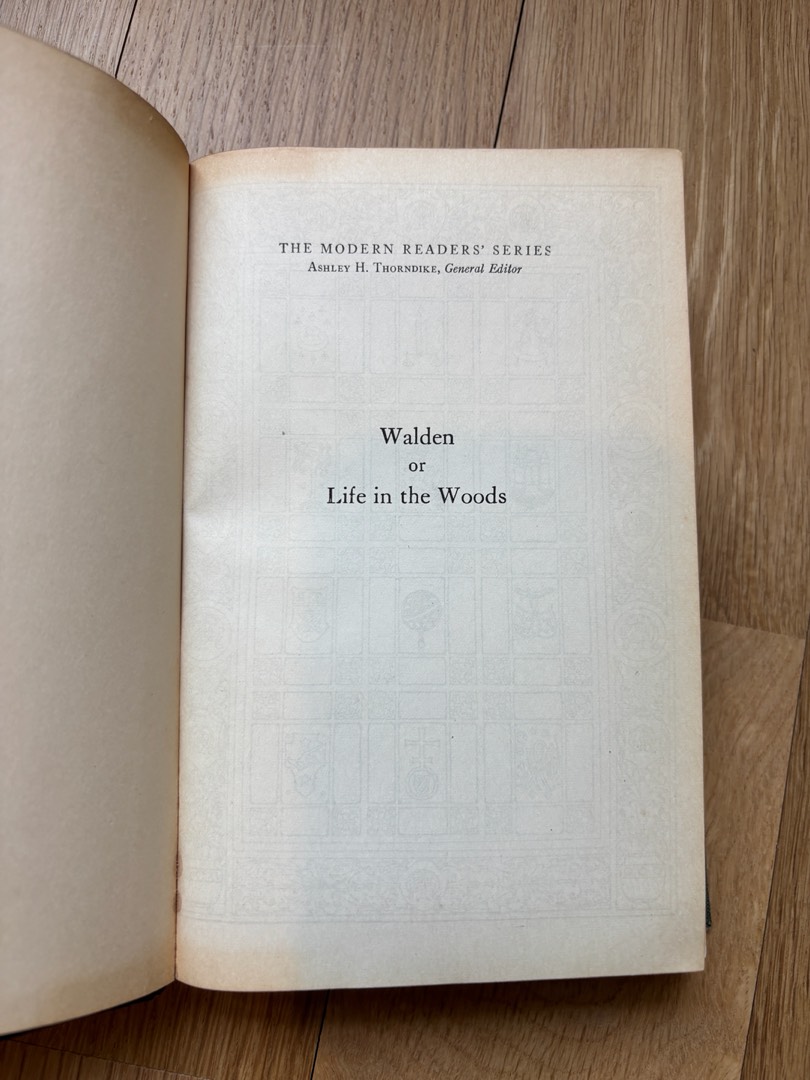 THE MODERN READERS' SERIES
Ashley H. Thorndike, General Editor
Walden
or
Life in the Woods